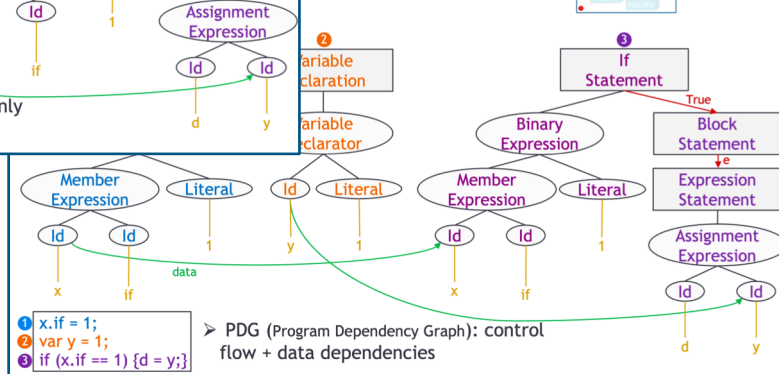 Id
1
if
Assignment
Expression
Id
Id
d
y
nly
2
ariable
claration
ariable
clarator
Id
Literal
y
1
3
If
Statement
True
Binary
Expression
Block
Statement
e
Member
Expression
Literal
Id
Id
x
if
1
data
Member
Expression
Literal
Id
Id
x
if
1
Expression
Statement
Assignment
Expression
Id
Id
d
y
1 x.if = 1;
2 var y = 1;
3 if (x.if == 1) {d = y;}
➢ PDG (Program Dependency Graph): control
flow + data dependencies